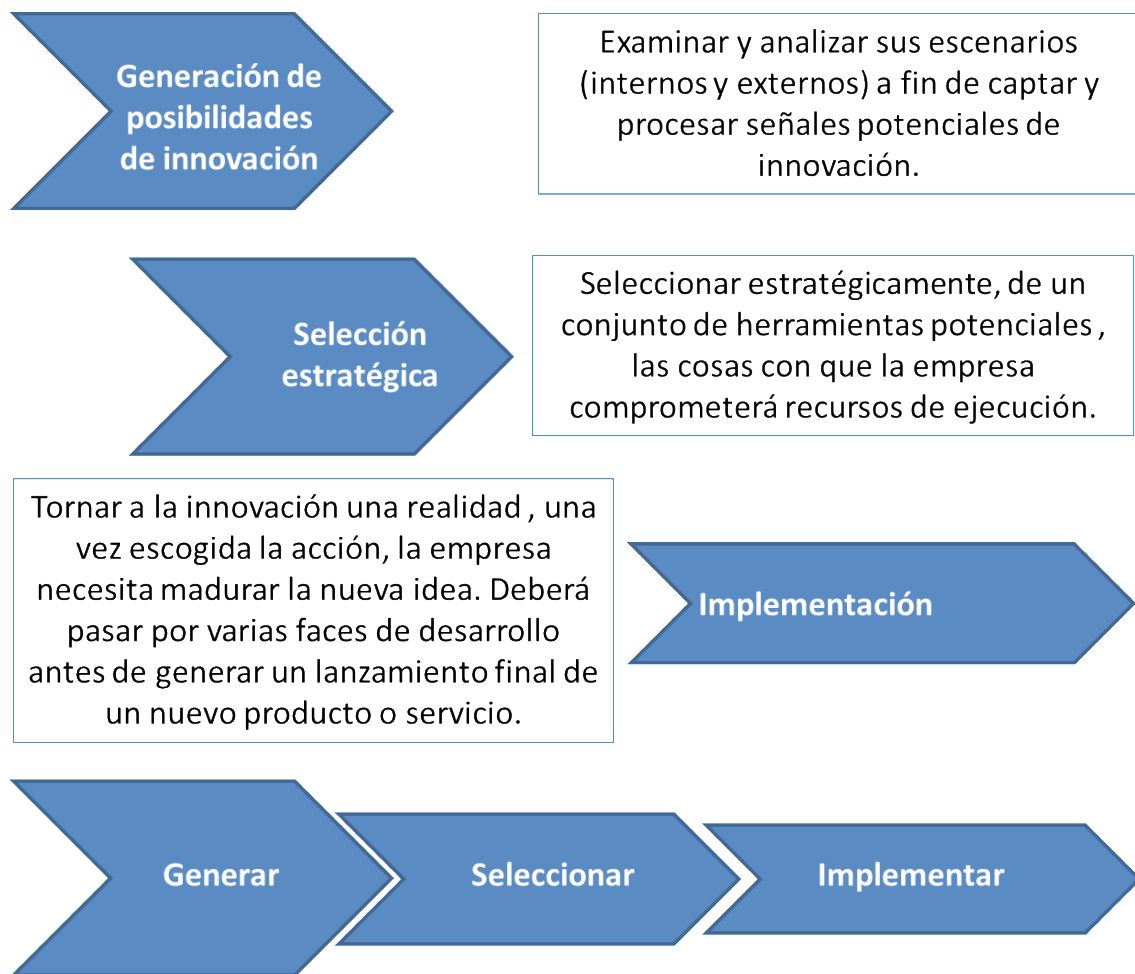 Generación de
posibilidades
de innovación
Examinar y analizar sus escenarios
(internos y externos) a fin de captar y
procesar señales potenciales de
innovación.
Selección
estratégica
Seleccionar estratégicamente, de un
conjunto de herramientas potenciales ,
las cosas con que la empresa
comprometerá recursos de ejecución.
Tornar a la innovación una realidad , una
vez escogida la acción, la empresa
necesita madurar la nueva idea. Deberá
pasar por varias faces de desarrollo
antes de generar un lanzamiento final de
un nuevo producto o servicio.
Implementación
Generar
Seleccionar
Implementar